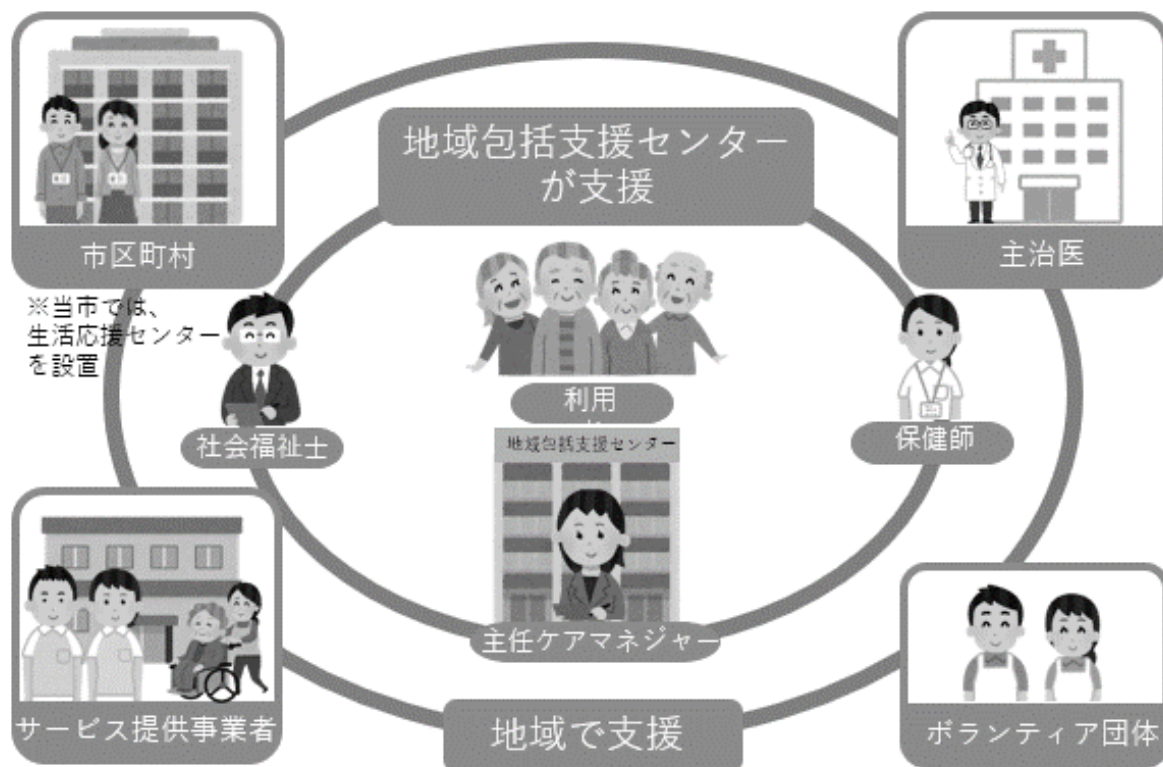 地域包括支援センター
が支援
市区町村
※当市では、
生活応援センター
を設置
主治医
社会福祉士
利用
保健師
地域包括支援センター
主任ケアマネジャー
サービス提供事業者
地域で支援
ボランティア団体